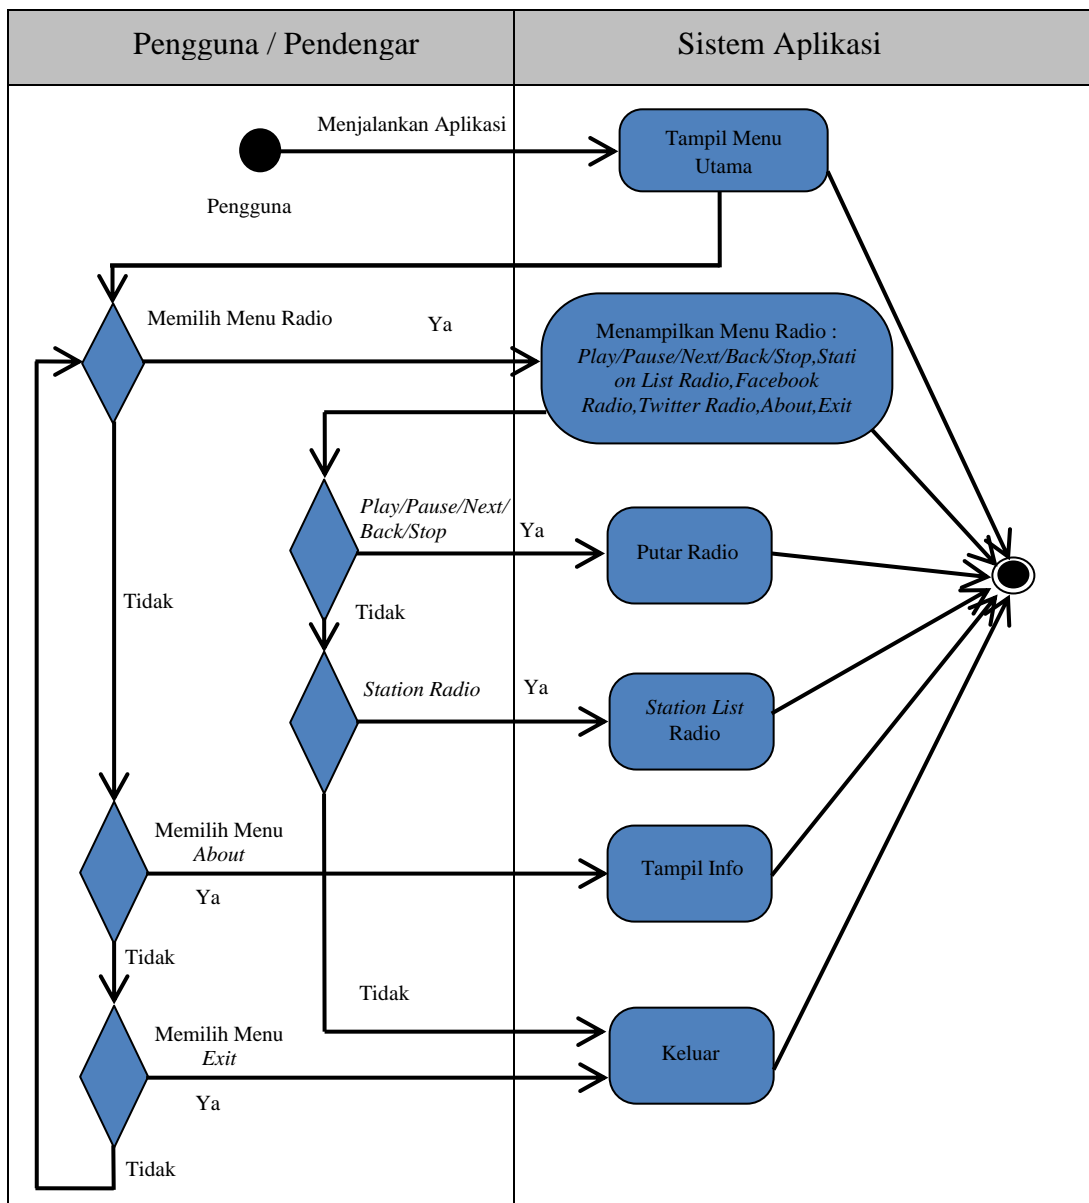 Pengguna / Pendengar
Sistem Aplikasi
Menjalankan Aplikasi
Tampil Menu
Utama
Pengguna
Memilih Menu Radio
Ya
Menampilkan Menu Radio :
Play/Pause/Next/Back/Stop,Stati
on List Radio,Facebook
Radio,Twitter Radio,About,Exit
Play/Pause/Next/
Back/Stop
Ya
Putar Radio
Tidak
Tidak
Station Radio
Ya
Station List
Radio
Memilih Menu
About
Ya
Tampil Info
Tidak
Tidak
Memilih Menu
Exit
Ya
Keluar
Tidak